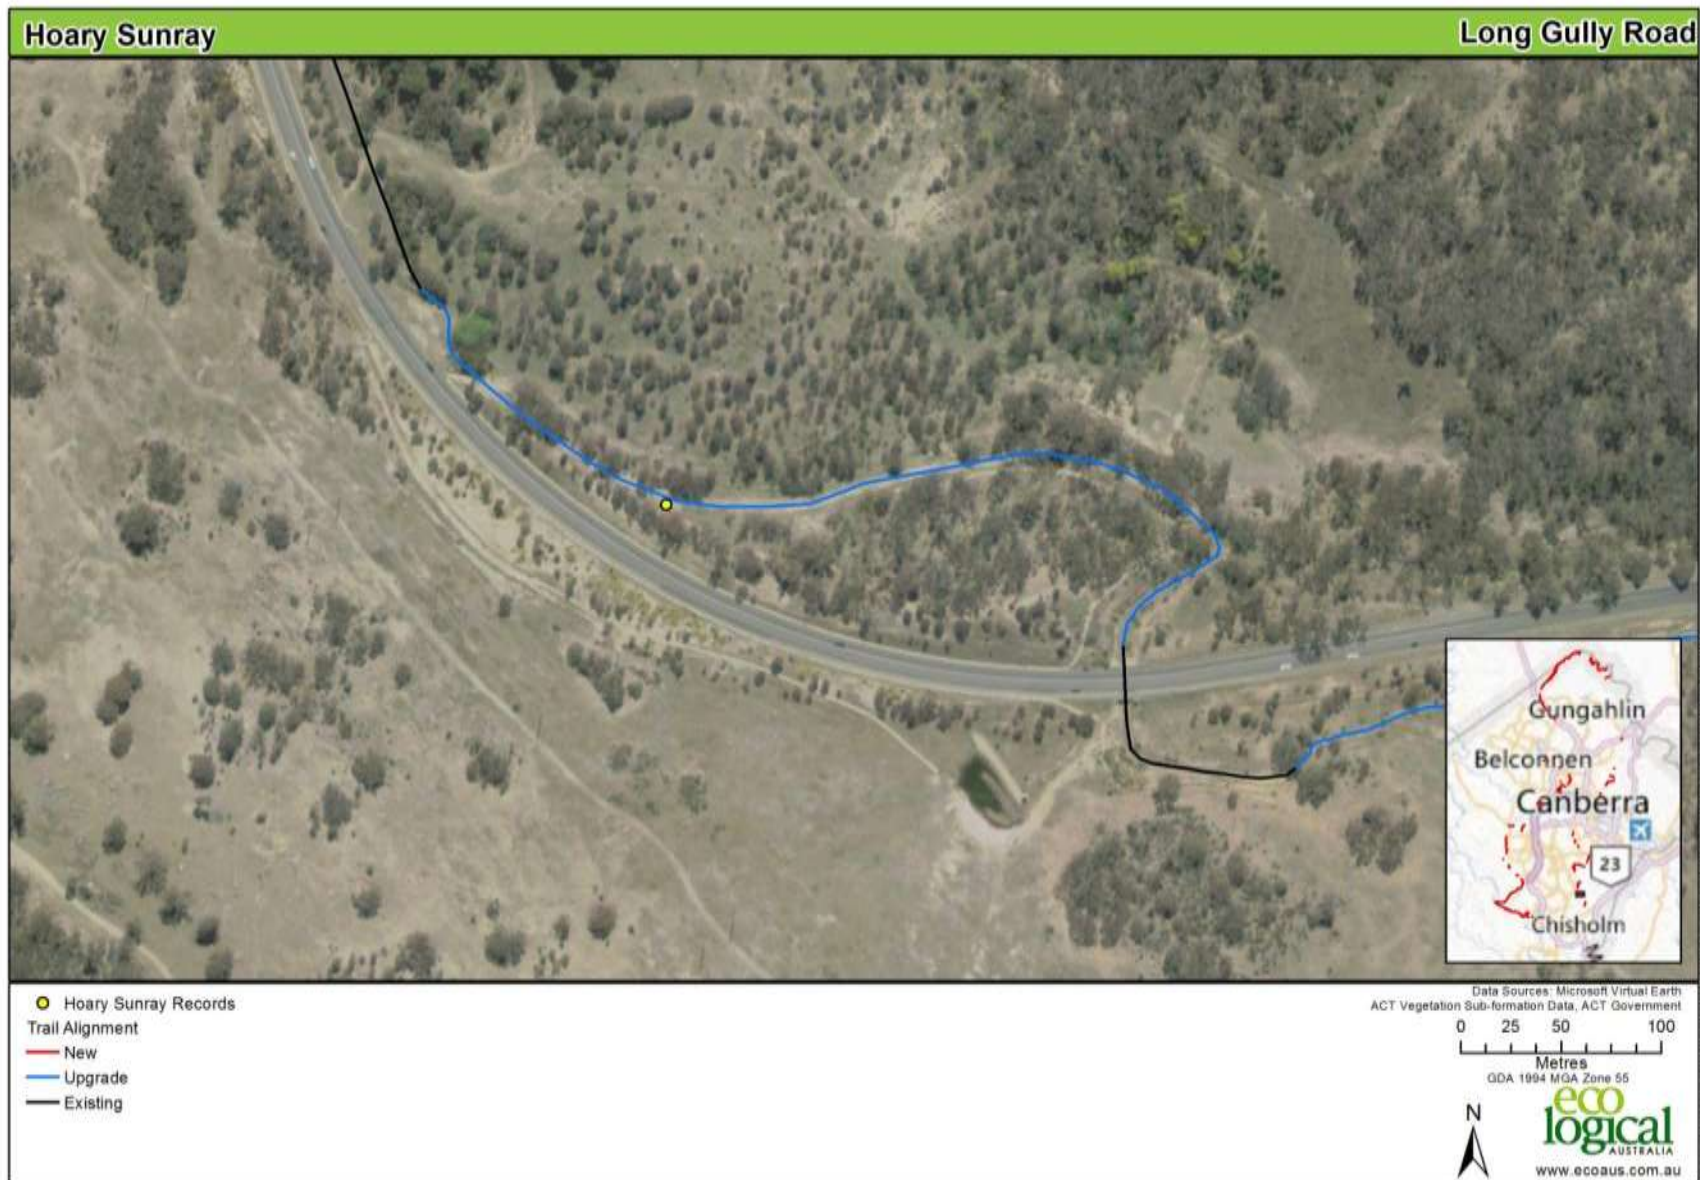 Hoary Sunray
Long Gully Road
Gungahlin
Belconnen
Canberra
23
Chisholm
Hoary Sunray Records
Trail Alignment
New
Upgrade
Existing
Data Sources: Microsoft Virtual Earth
ACT Vegetation Sub-formation Data, ACT Government
0 25 50 100
Metres
GDA 1994 MGA Zone 55
N
eco
logical
AUSTRALIA
www.ecoaus.com.au